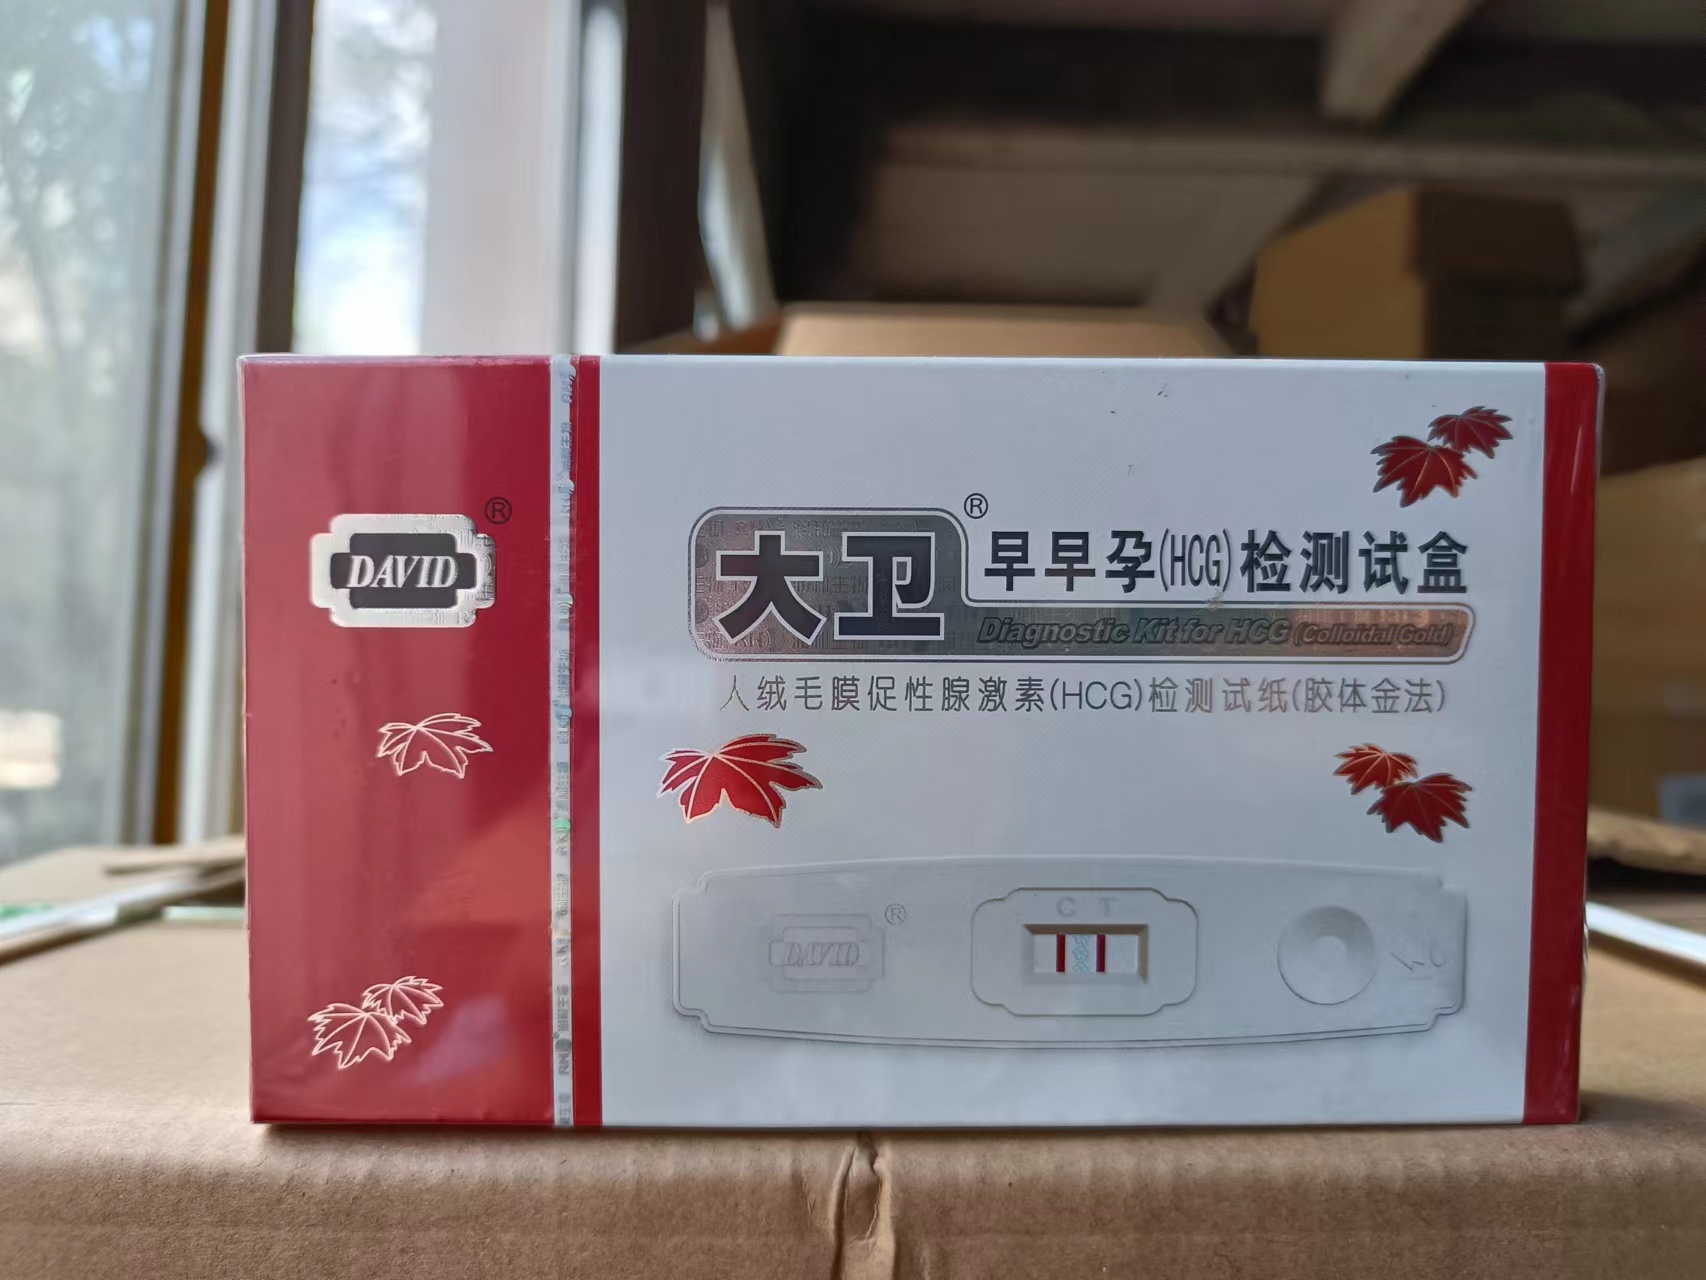 DAVID®
大卫®早早孕(HCG)检测试盒
Diagnostic Kit for HCG (Colloidal Gold)
人绒毛膜促性腺激素(HCG)检测试纸(胶体金法)
C T
DAVID®